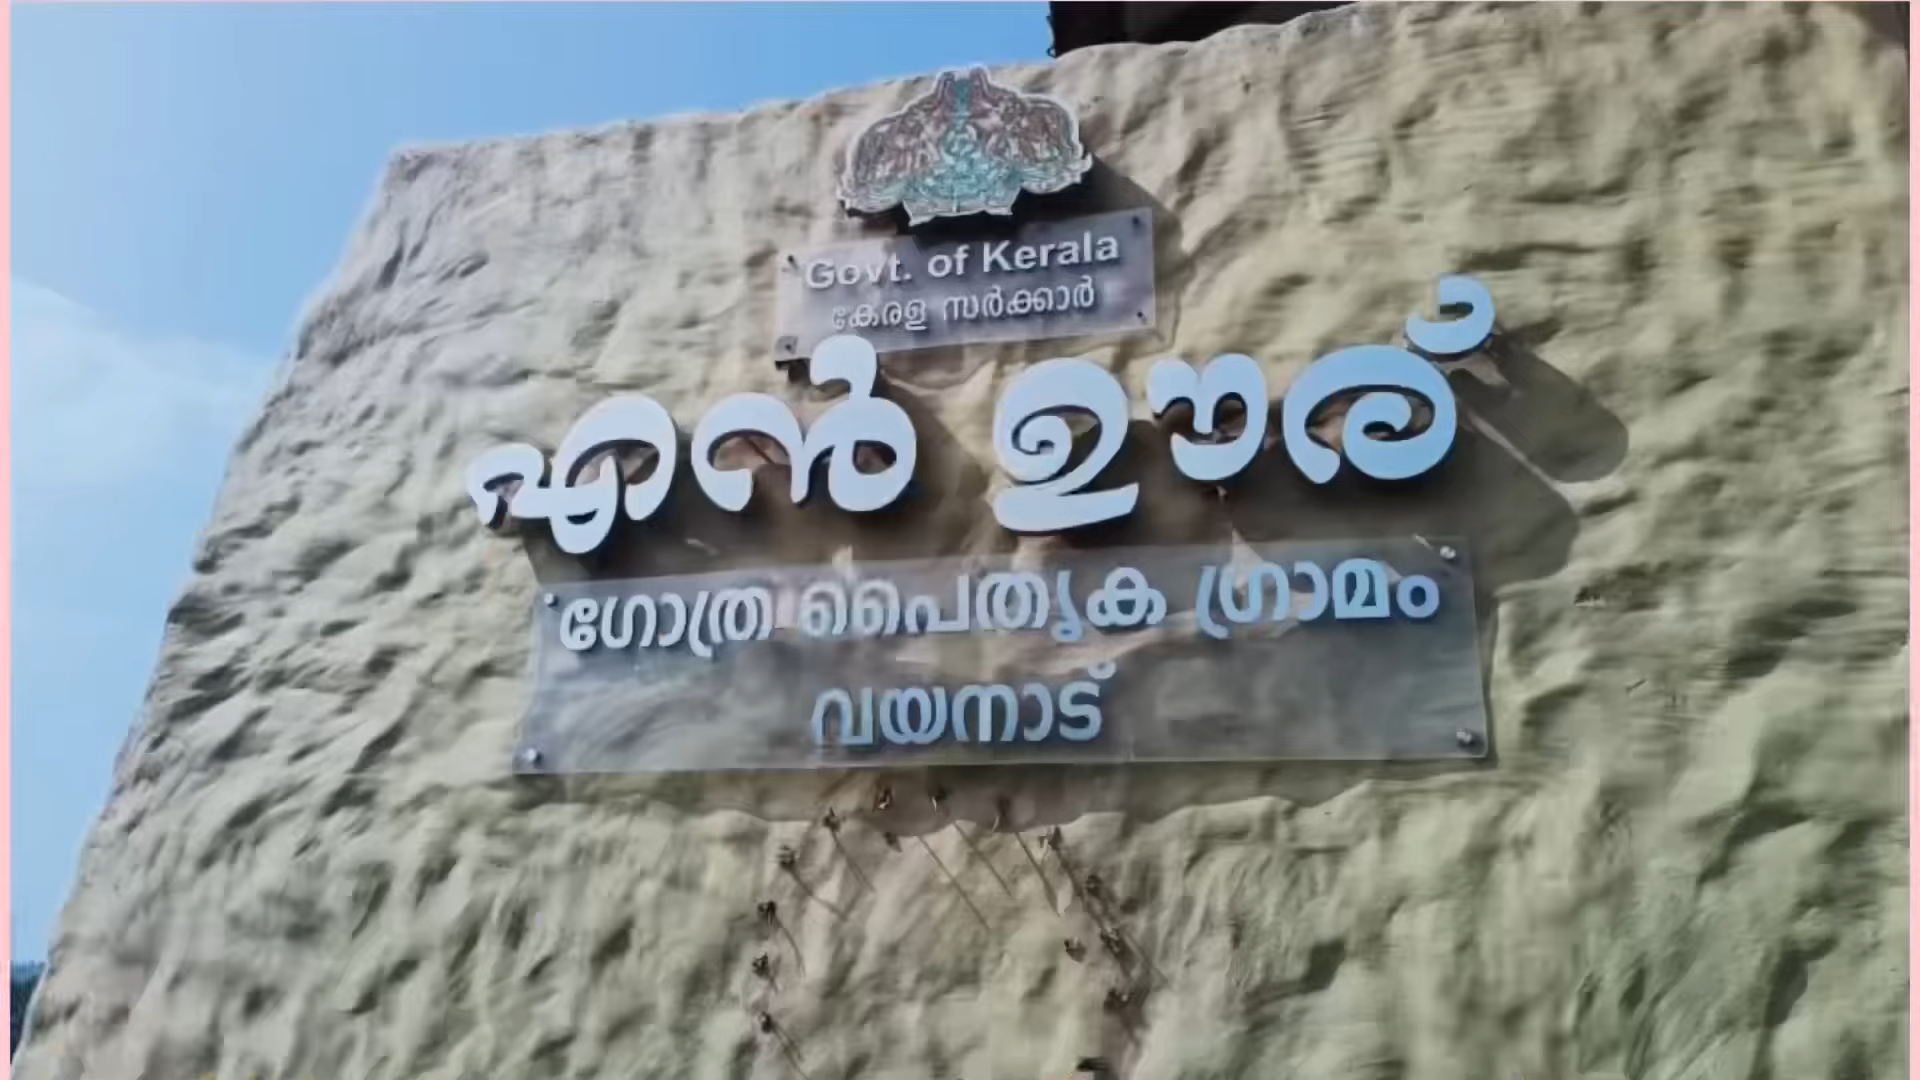 Govt. of Kerala
കേരള സർക്കാർ
എൻ ഊര്
ഗോത്ര പൈതൃക ഗ്രാമം
വയനാട്